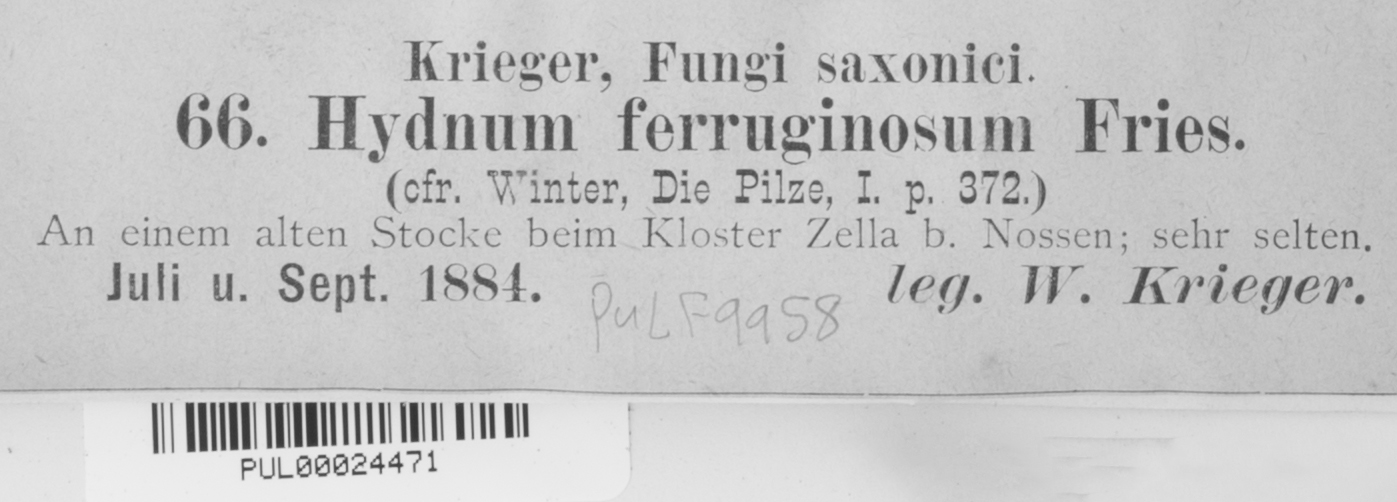 Krieger, Fungi saxonici.
66. Hydnum ferruginosum Fries.
(cfr. Winter, Die Pilze, I. p. 372.)
An einem alten Stocke beim Kloster Zella b. Nossen; sehr selten.
Juli u. Sept. 1884. leg. W. Krieger.
PULF9958
PUL00024471